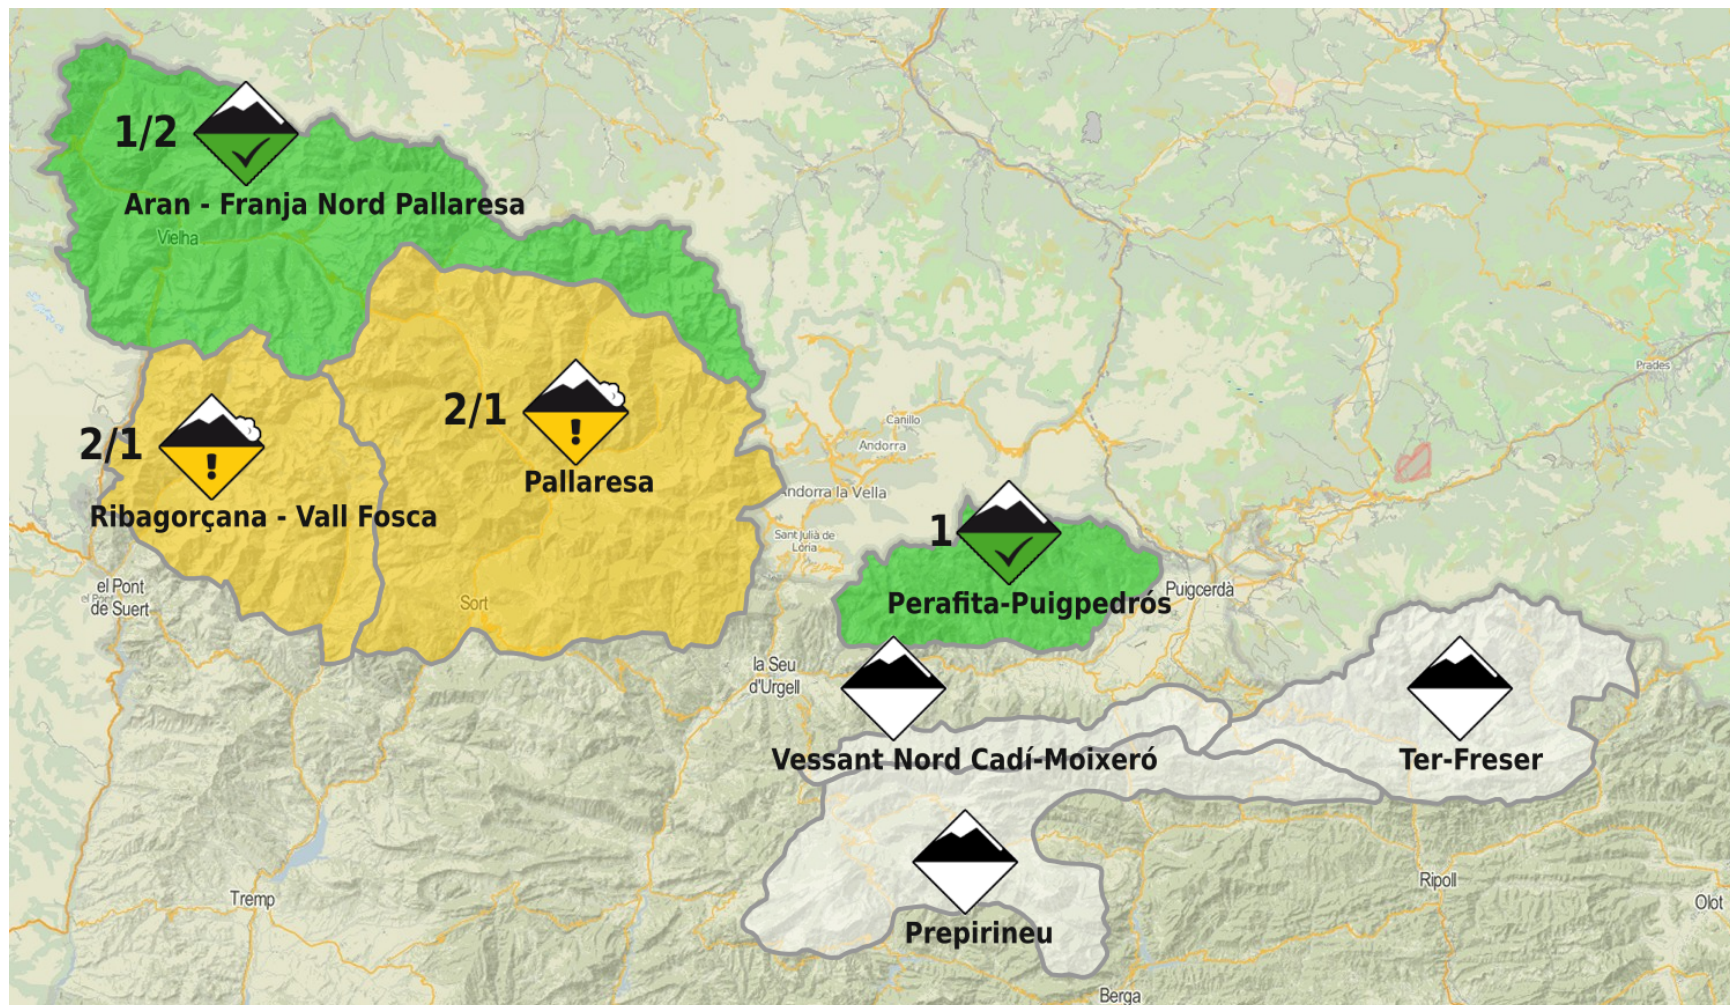 1/2
Aran - Franja Nord Pallaresa
Vielha
Prades
2/1
Canillo
Andorra
2/1
Pallaresa
Andorra la Vella
Ribagorçana - Vall Fosca
1
Sant Julià de
Lòria
el Pont
de Suert
Sort
Perafita-Puigpedrós
Puigcerdà
la Seu
d'Urgell
Vessant Nord Cadí-Moixeró
Ter-Freser
Ripoll
Tremp
Olot
Prepirineu
Berga